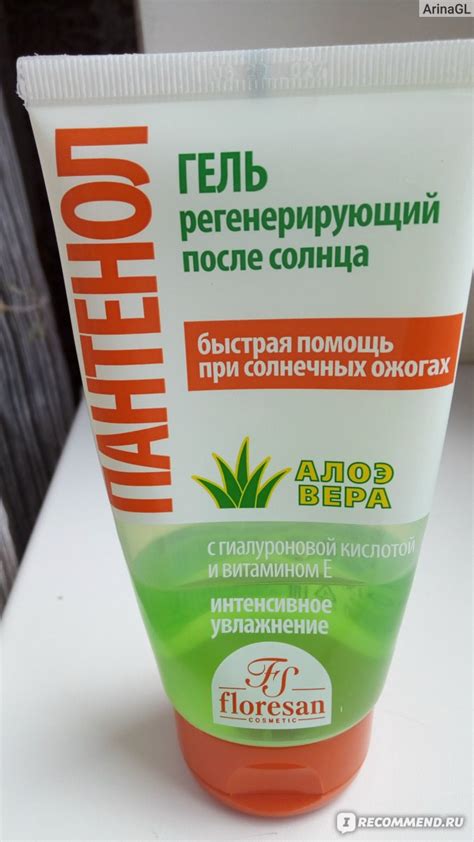 ArinaGL
ПАНТЕНОЛ
ГЕЛЬ
регенерирующий
после солнца
быстрая помощь
при солнечных ожогах
АЛОЭ
ВЕРА
с гиалуроновой кислотой
и витамином Е
интенсивное
увлажнение
FS
floresan
COSMETIC
I RECOMMEND.RU